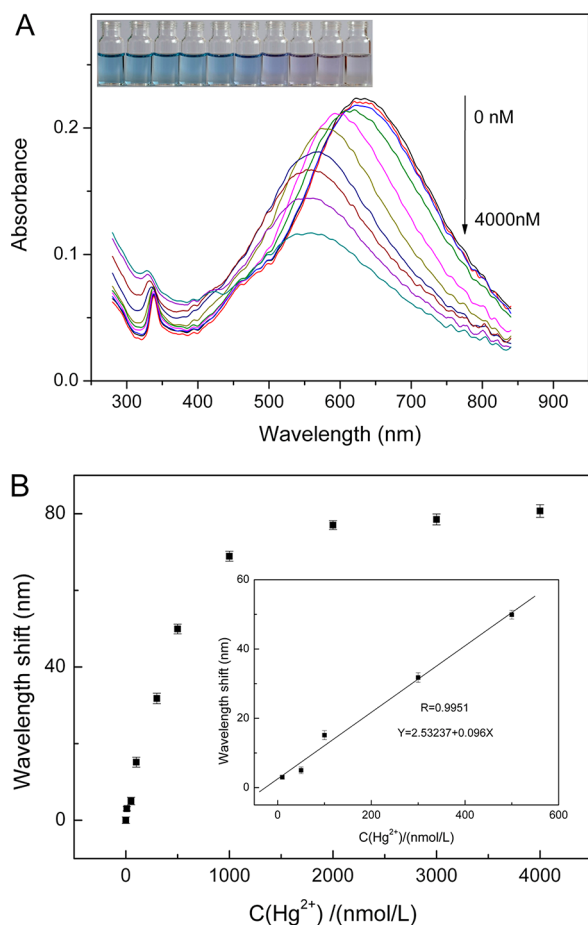 A
0 nM
4000nM
0.2
0.1
0.0
Absorbance
300 400 500 600 700 800 900
Wavelength (nm)
B
80
40
0
Wavelength shift (nm)
60
40
20
0
Wavelength shift (nm)
R=0.9951
Y=2.53237+0.096X
0 200 400 600
C(Hg²⁺)/(nmol/L)
0 1000 2000 3000 4000
C(Hg²⁺) /(nmol/L)